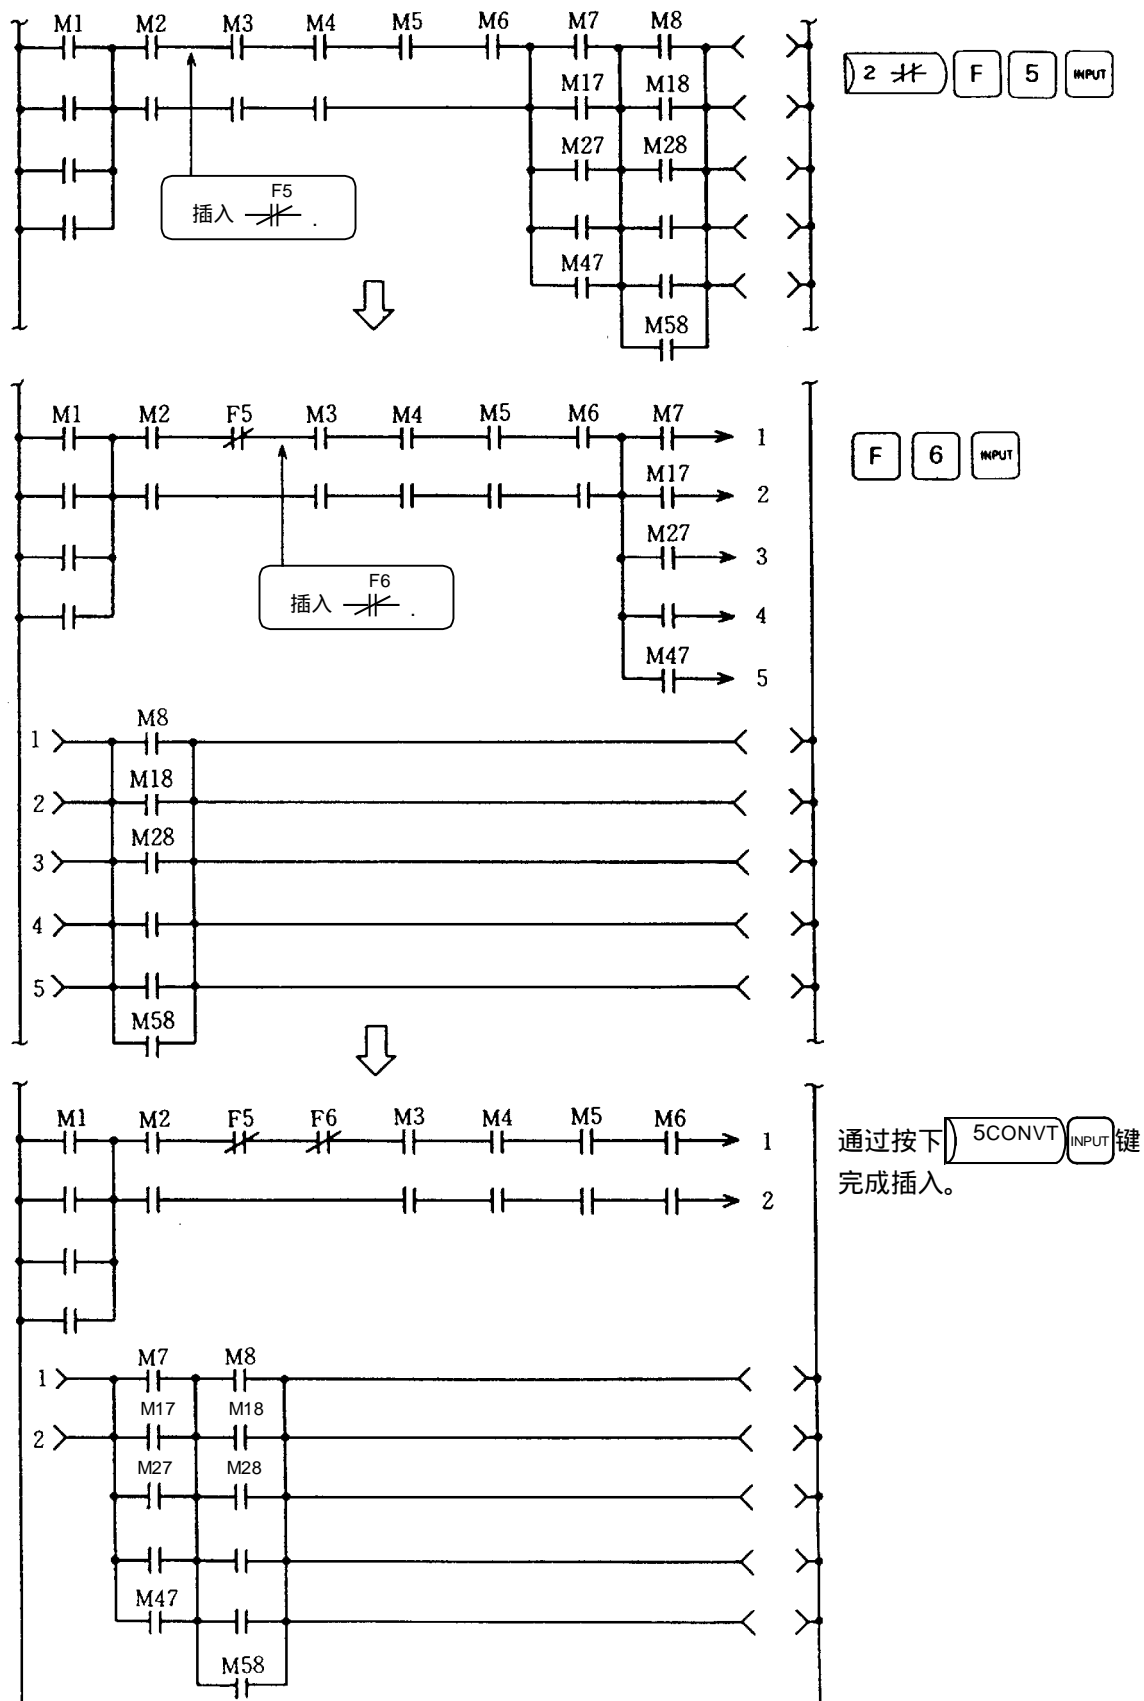 M1 M2 M3 M4 M5 M6 M7 M8
2 F 5 INPUT
M17 M18
M27 M28
F5
插入 .
M47
M58
M1 M2 F5 M3 M4 M5 M6 M7
1
F 6 INPUT
M17
2
M27
3
F6
插入 .
4
M47
5
M8
1
M18
2
M28
3
4
5
M58
M1 M2 F5 F6 M3 M4 M5 M6
1
通过按下 5CONVT INPUT 键
2
完成插入。
M7 M8
1
M17 M18
2
M27 M28
M47
M58